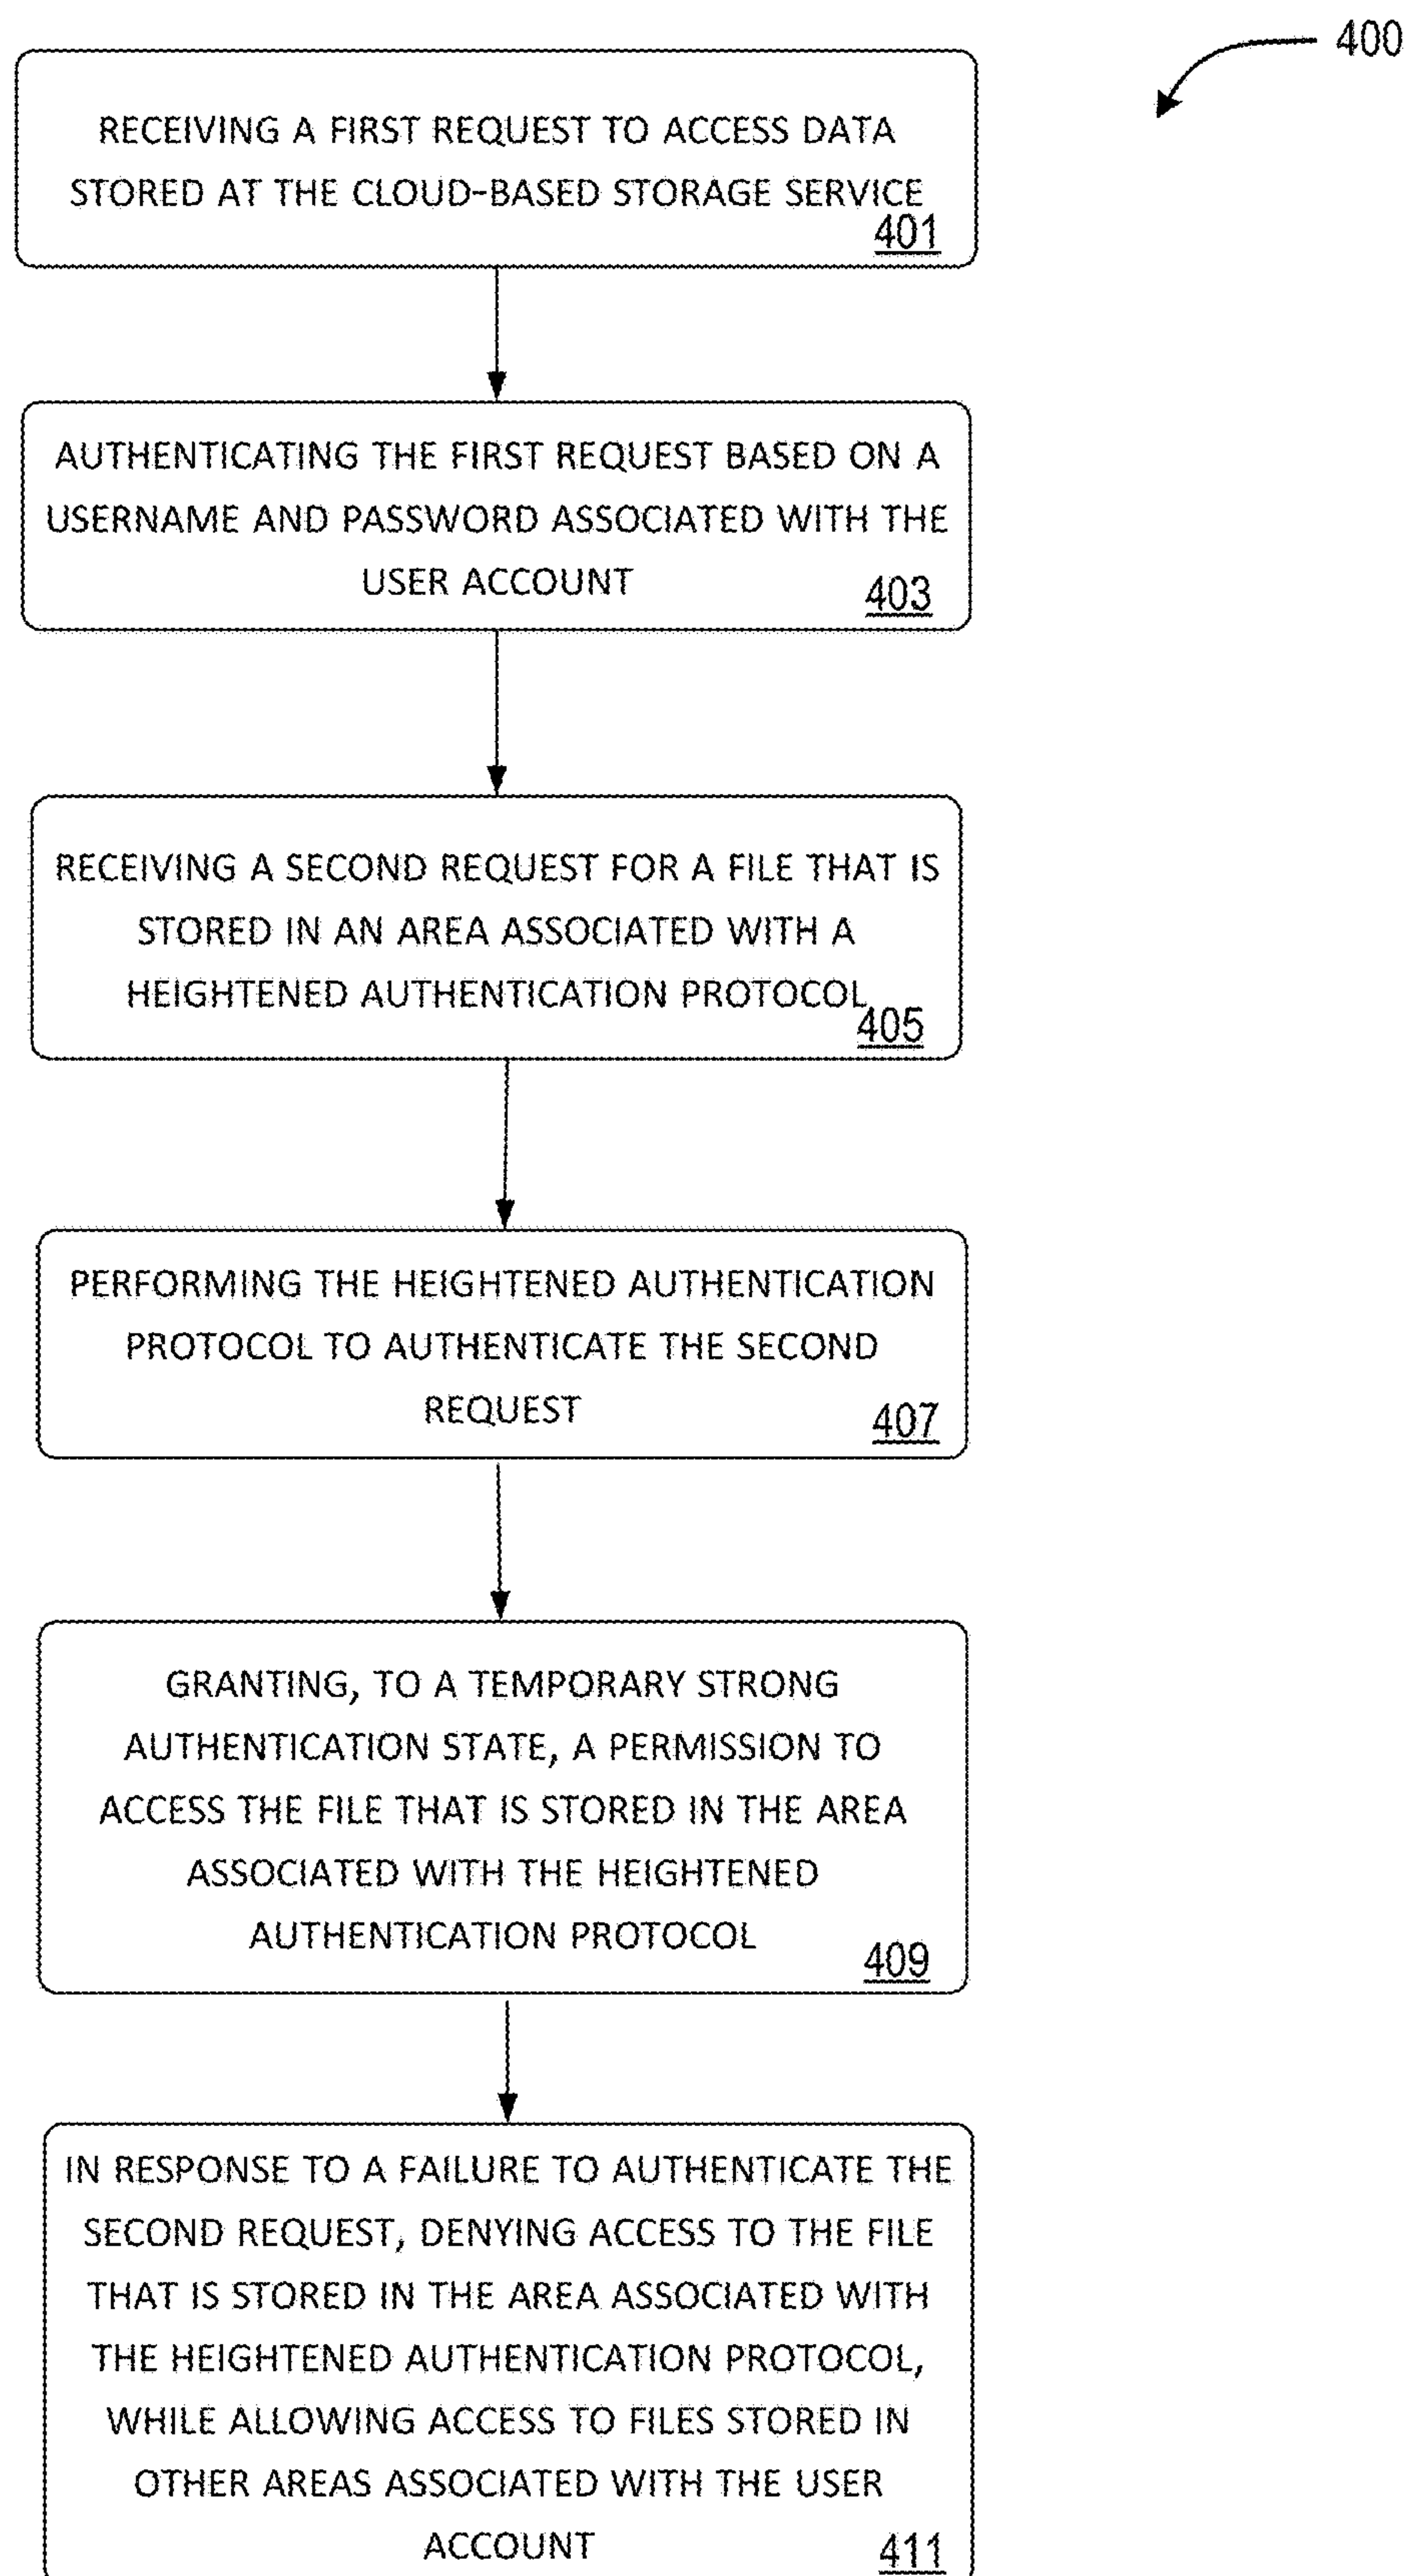 400
RECEIVING A FIRST REQUEST TO ACCESS DATA
STORED AT THE CLOUD-BASED STORAGE SERVICE
401
AUTHENTICATING THE FIRST REQUEST BASED ON A
USERNAME AND PASSWORD ASSOCIATED WITH THE
USER ACCOUNT
403
RECEIVING A SECOND REQUEST FOR A FILE THAT IS
STORED IN AN AREA ASSOCIATED WITH A
HEIGHTENED AUTHENTICATION PROTOCOL
405
PERFORMING THE HEIGHTENED AUTHENTICATION
PROTOCOL TO AUTHENTICATE THE SECOND
REQUEST
407
GRANTING, TO A TEMPORARY STRONG
AUTHENTICATION STATE, A PERMISSION TO
ACCESS THE FILE THAT IS STORED IN THE AREA
ASSOCIATED WITH THE HEIGHTENED
AUTHENTICATION PROTOCOL
409
IN RESPONSE TO A FAILURE TO AUTHENTICATE THE
SECOND REQUEST, DENYING ACCESS TO THE FILE
THAT IS STORED IN THE AREA ASSOCIATED WITH
THE HEIGHTENED AUTHENTICATION PROTOCOL,
WHILE ALLOWING ACCESS TO FILES STORED IN
OTHER AREAS ASSOCIATED WITH THE USER
ACCOUNT
411